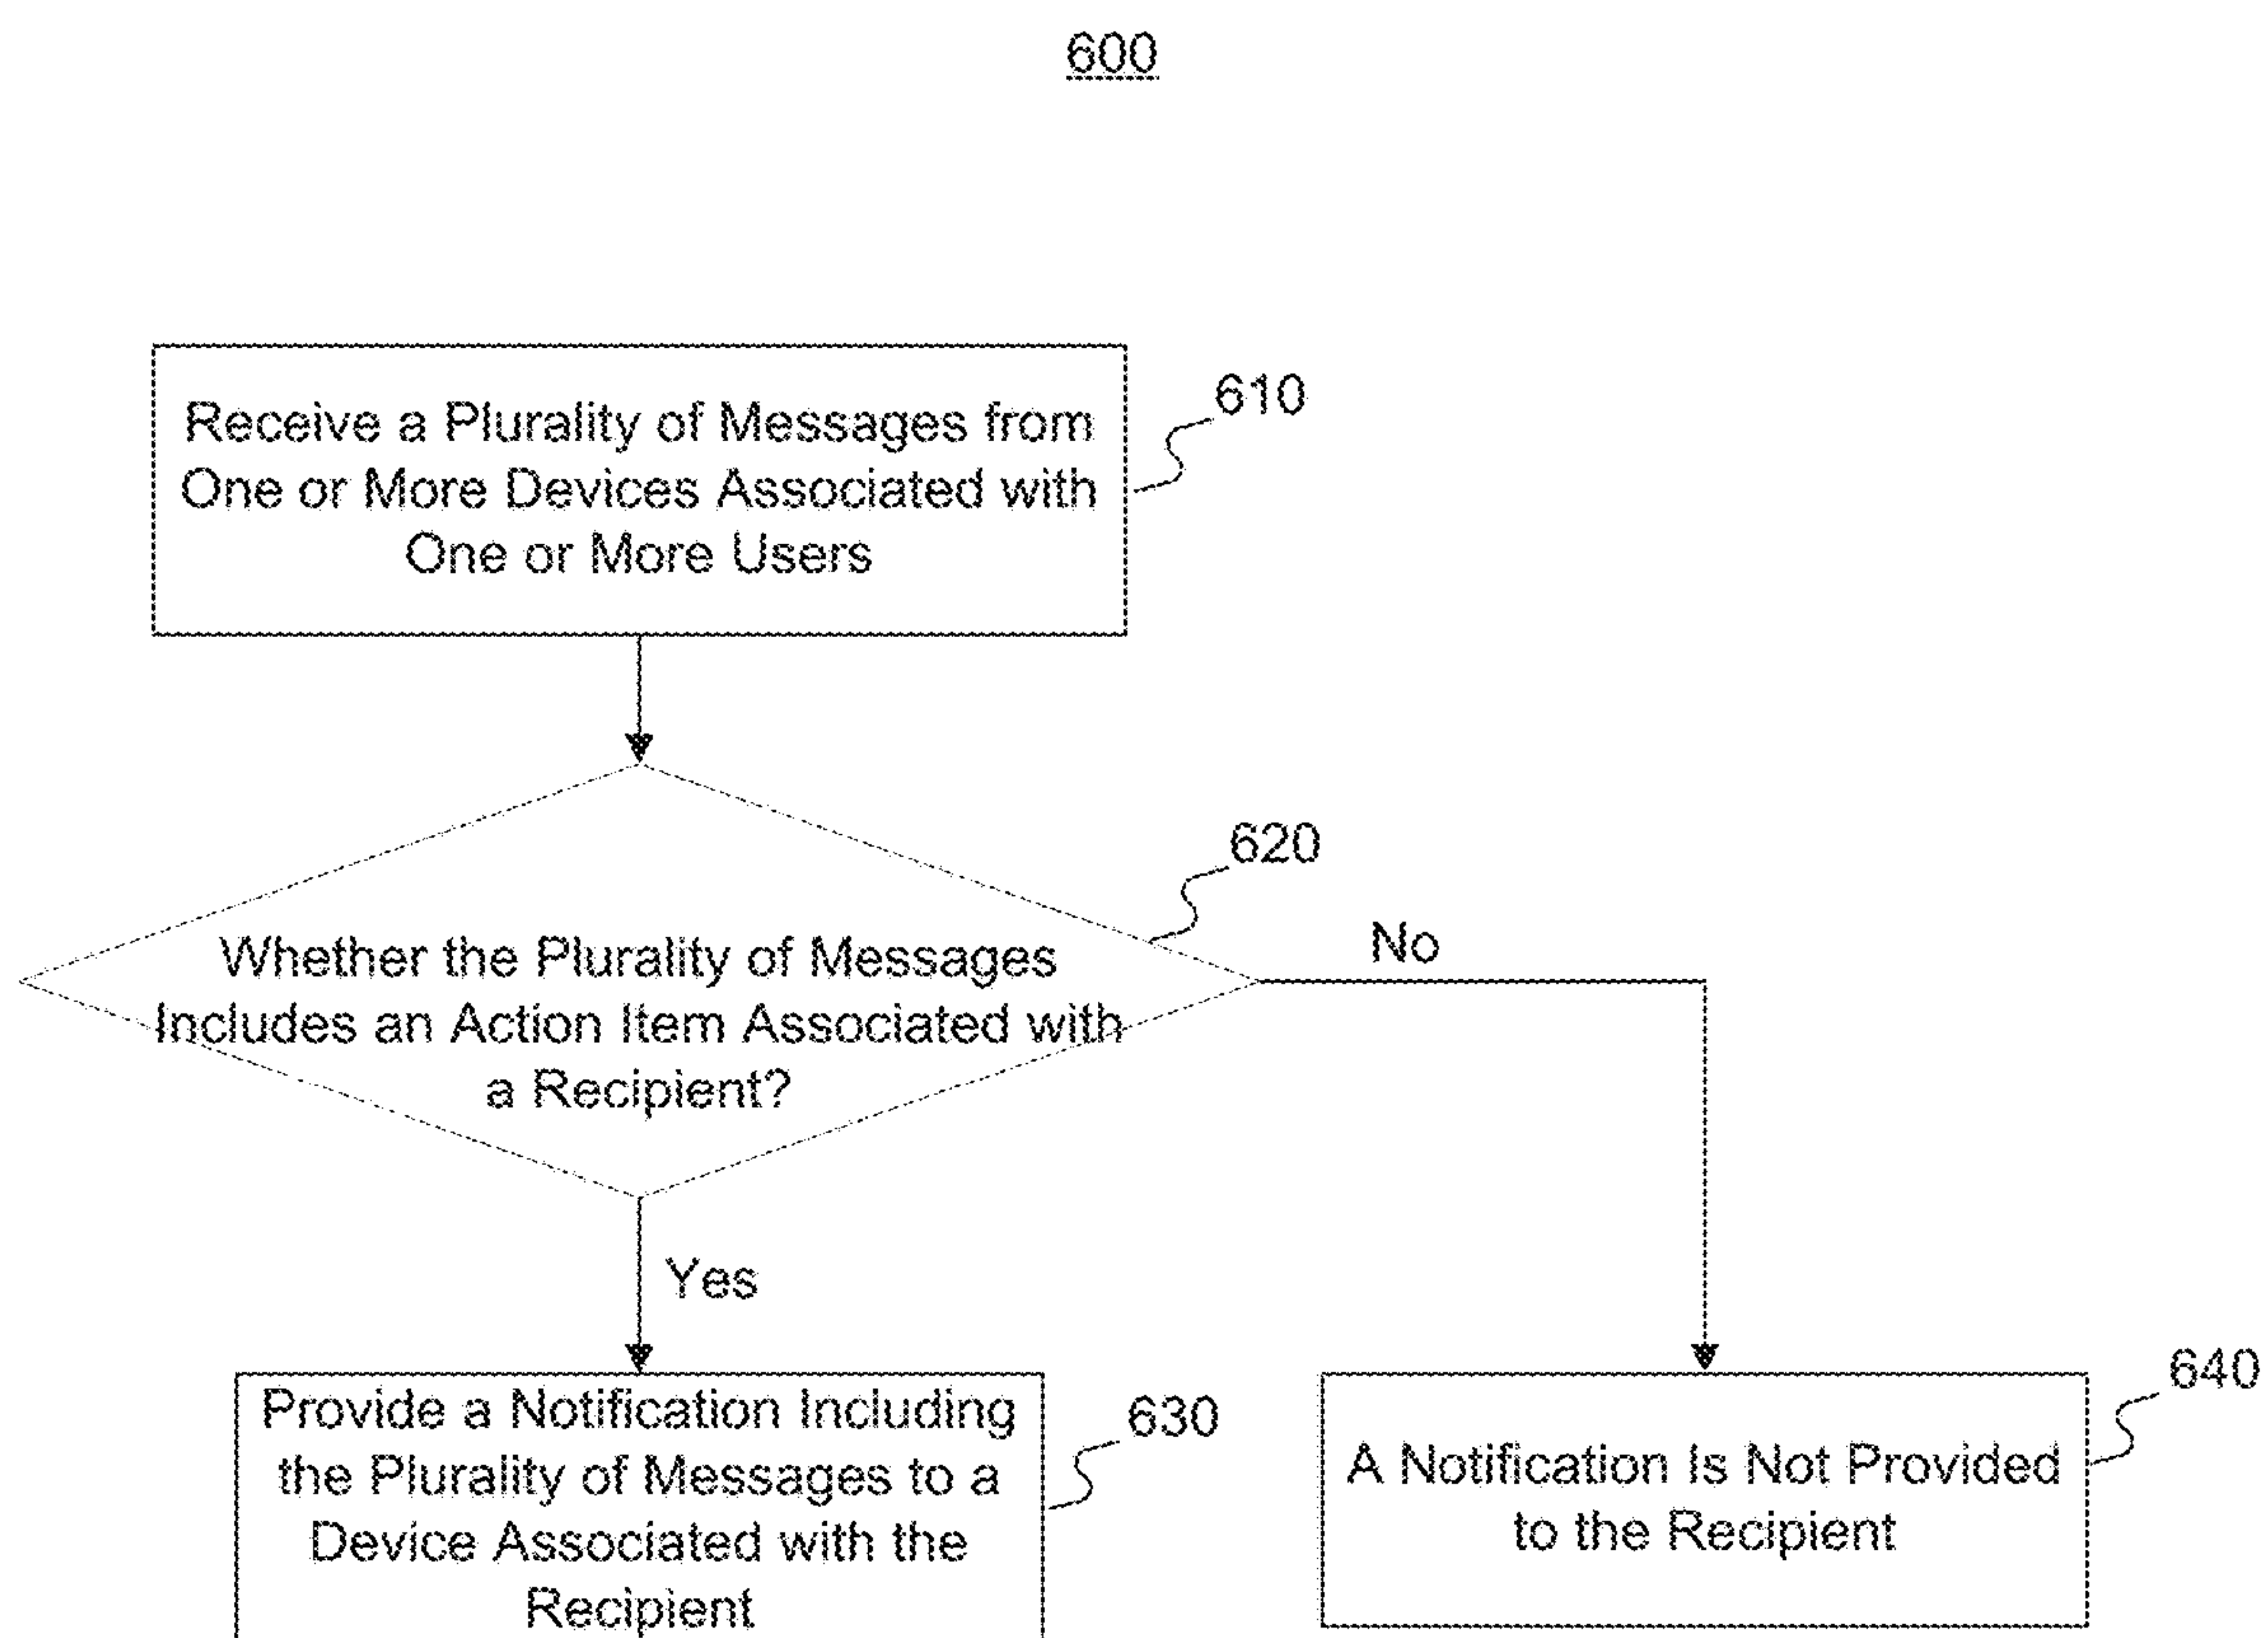 600
Receive a Plurality of Messages from
One or More Devices Associated with
One or More Users
610
620
Whether the Plurality of Messages
Includes an Action Item Associated with
a Recipient?
No
Yes
Provide a Notification Including
the Plurality of Messages to a
Device Associated with the
Recipient
630
A Notification Is Not Provided
to the Recipient
640